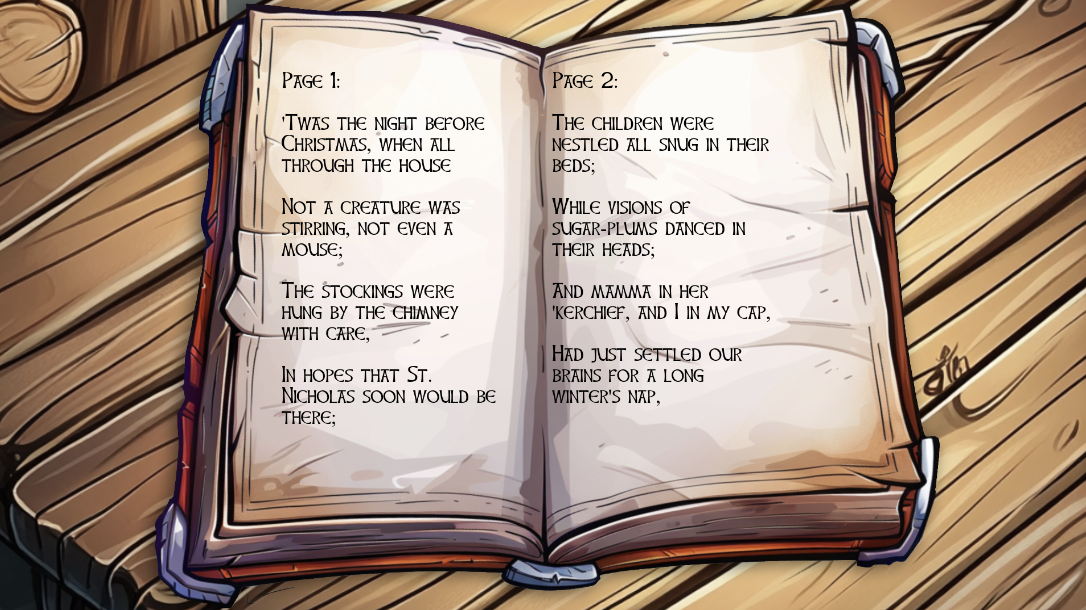 Page 1:
'Twas the night before
Christmas, when all
through the house
Not a creature was
stirring, not even a
mouse;
The stockings were
hung by the chimney
with care,
In hopes that St.
Nicholas soon would be
there;
Page 2:
The children were
nestled all snug in their
beds;
While visions of
sugar-plums danced in
their heads;
And mamma in her
'kerchief, and I in my cap,
Had just settled our
brains for a long
winter's nap,